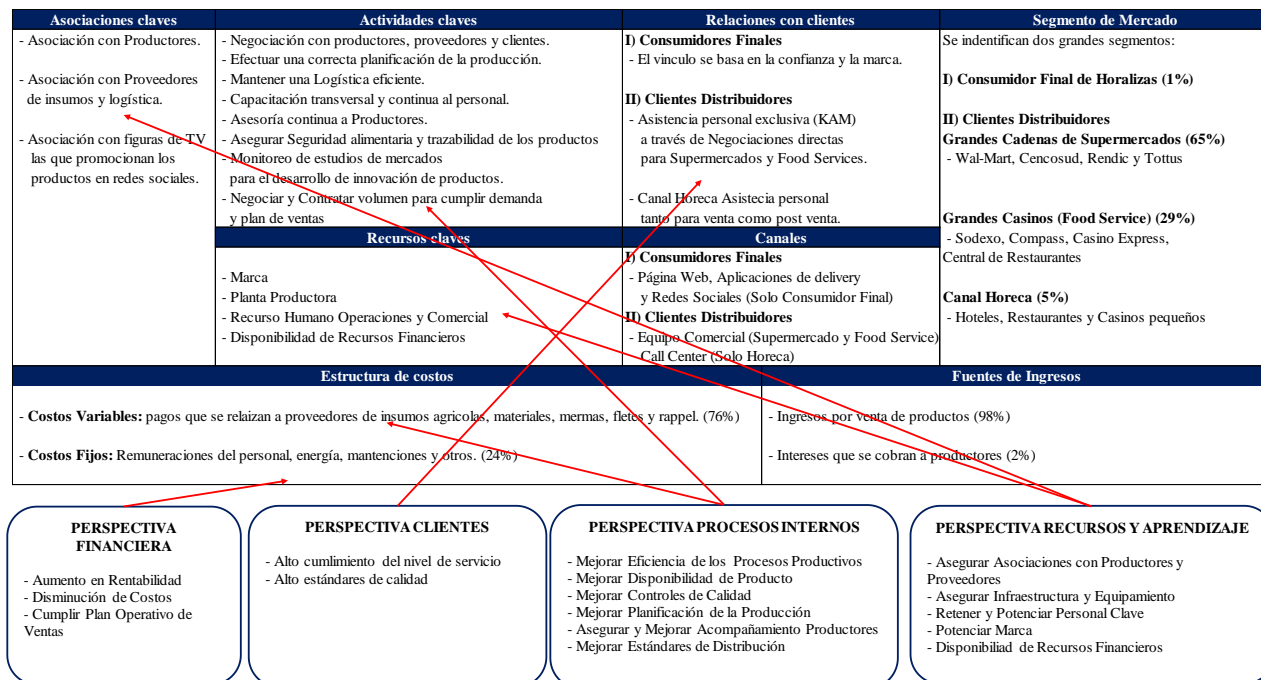 Asociaciones claves
- Asociación con Productores.
- Asociación con Proveedores
de insumos y logística.
- Asociación con figuras de TV
las que promocionan los
productos en redes sociales.
Actividades claves
- Negociación con productores, proveedores y clientes.
- Efectuar una correcta planificación de la producción.
- Mantener una Logística eficiente.
- Capacitación transversal y continua al personal.
- Asesoría continua a Productores.
- Asegurar Seguridad alimentaria y trazabilidad de los productos
- Monitoreo de estudios de mercados
para el desarrollo de innovación de productos.
- Negociar y Contratar volumen para cumplir demanda
y plan de ventas
Recursos claves
- Marca
- Planta Productora
- Recurso Humano Operaciones y Comercial
- Disponibilidad de Recursos Financieros
Relaciones con clientes
I) Consumidores Finales
- El vinculo se basa en la confianza y la marca.
II) Clientes Distribuidores
- Asistencia personal exclusiva (KAM)
a través de Negociaciones directas
para Supermercados y Food Services.
- Canal Horeca Asistecia personal
tanto para venta como post venta.
Canales
I) Consumidores Finales
- Página Web, Aplicaciones de delivery
y Redes Sociales (Solo Consumidor Final)
II) Clientes Distribuidores
- Equipo Comercial (Supermercado y Food Service)
- Call Center (Solo Horeca)
Segmento de Mercado
Se indentifican dos grandes segmentos:
I) Consumidor Final de Horalizas (1%)
II) Clientes Distribuidores
Grandes Cadenas de Supermercados (65%)
- Wal-Mart, Cencosud, Rendic y Tottus
Grandes Casinos (Food Service) (29%)
- Sodexo, Compass, Casino Express,
Central de Restaurantes
Canal Horeca (5%)
- Hoteles, Restaurantes y Casinos pequeños
Estructura de costos
- Costos Variables: pagos que se relaizan a proveedores de insumos agricolas, materiales, mermas, fletes y rappel. (76%)
- Costos Fijos: Remuneraciones del personal, energía, mantenciones y otros. (24%)
Fuentes de Ingresos
- Ingresos por venta de productos (98%)
- Intereses que se cobran a productores (2%)
PERSPECTIVA
FINANCIERA
- Aumento en Rentabilidad
- Disminución de Costos
- Cumplir Plan Operativo de
Ventas
PERSPECTIVA CLIENTES
- Alto cumlimiento del nivel de servicio
- Alto estándares de calidad
PERSPECTIVA PROCESOS INTERNOS
- Mejorar Eficiencia de los Procesos Productivos
- Mejorar Disponibilidad de Producto
- Mejorar Controles de Calidad
- Mejorar Planificación de la Producción
- Asegurar y Mejorar Acompañamiento Productores
- Mejorar Estándares de Distribución
PERSPECTIVA RECURSOS Y APRENDIZAJE
- Asegurar Asociaciones con Productores y
Proveedores
- Asegurar Infraestructura y Equipamiento
- Retener y Potenciar Personal Clave
- Potenciar Marca
- Disponibiliad de Recursos Financieros